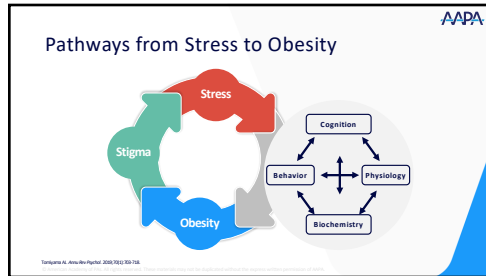 AAPA
Pathways from Stress to Obesity
Stress
Cognition
Stigma
Behavior
Physiology
Obesity
Biochemistry
Tomiyama AJ. Annu Rev Psychol. 2019;70(1):703-718.